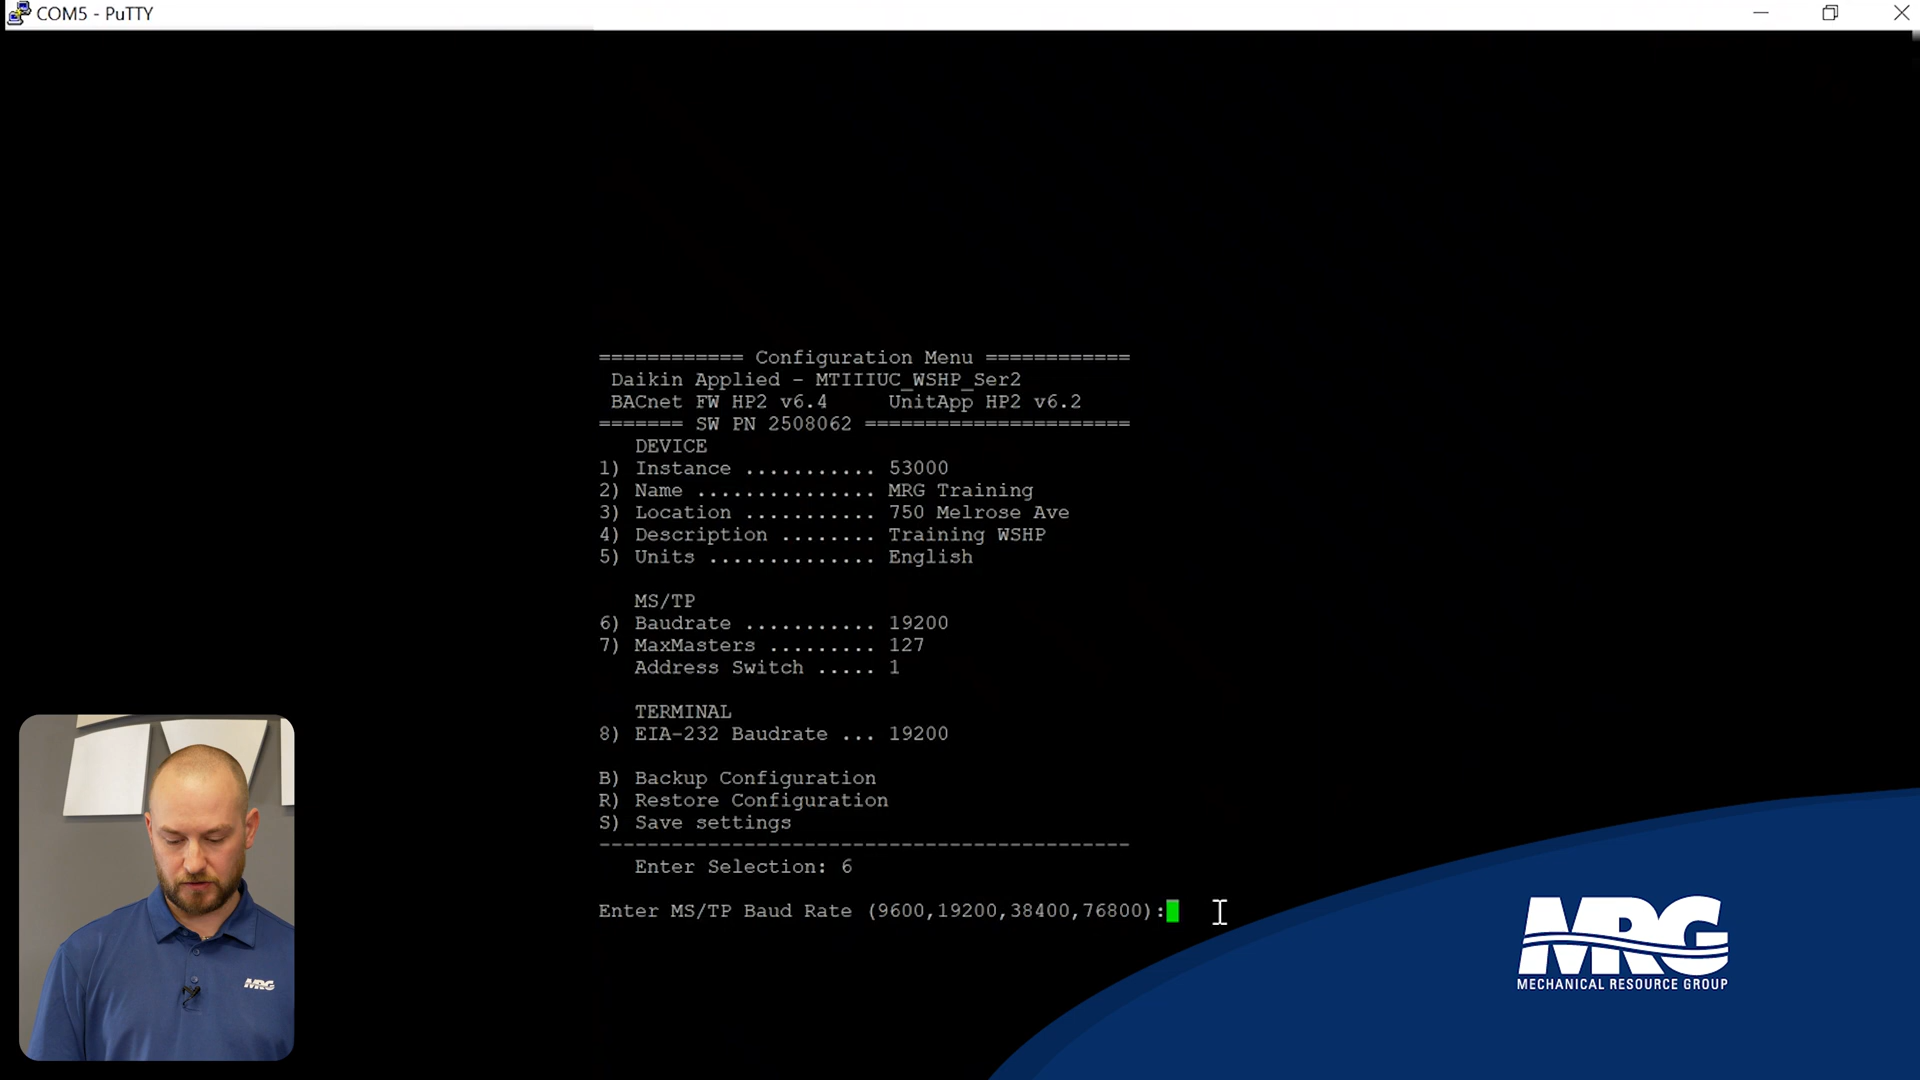 COM5 - PuTTY
============ Configuration Menu ============
Daikin Applied - MTIIIUC_WSHP_Ser2
BACnet FW HP2 v6.4 UnitApp HP2 v6.2
======= SW PN 2508062 ======================
DEVICE
1) Instance ........... 53000
2) Name ............... MRG Training
3) Location ........... 750 Melrose Ave
4) Description ........ Training WSHP
5) Units .............. English
MS/TP
6) Baudrate ........... 19200
7) MaxMasters ......... 127
Address Switch ..... 1
TERMINAL
8) EIA-232 Baudrate ... 19200
B) Backup Configuration
R) Restore Configuration
S) Save settings
--------------------------------------------
Enter Selection: 6
Enter MS/TP Baud Rate (9600,19200,38400,76800):
MRG
MRG
MECHANICAL RESOURCE GROUP